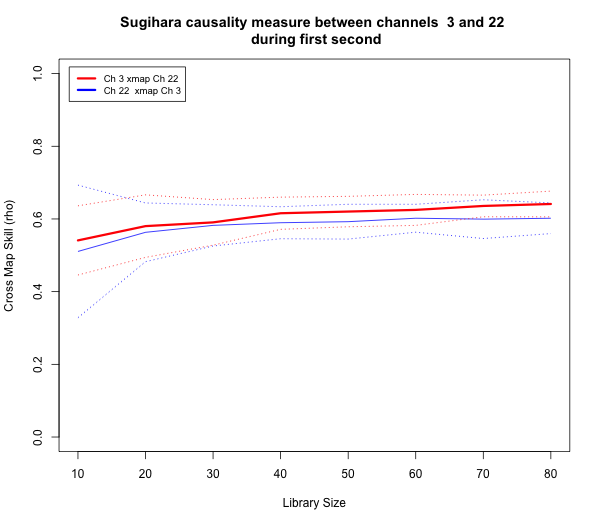 Sugihara causality measure between channels  3 and 22
during first second
Ch 3 xmap Ch 22
Ch 22  xmap Ch 3
Cross Map Skill (rho)
1.0
0.8
0.6
0.4
0.2
0.0
10 20 30 40 50 60 70 80
Library Size